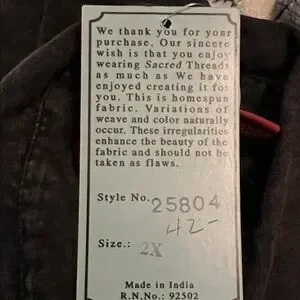 We thank you for your
purchase. Our sincere
wish is that you enjoy
wearing Sacred Threads
as much as We have
enjoyed creating it for
you. This is homespun
fabric. Variations of
weave and color naturally
occur. These irregularities
enhance the beauty of the
fabric and should not be
taken as flaws.
Style No. 25804
42-
Size.: 2X
Made in India
R.N.No.: 92502